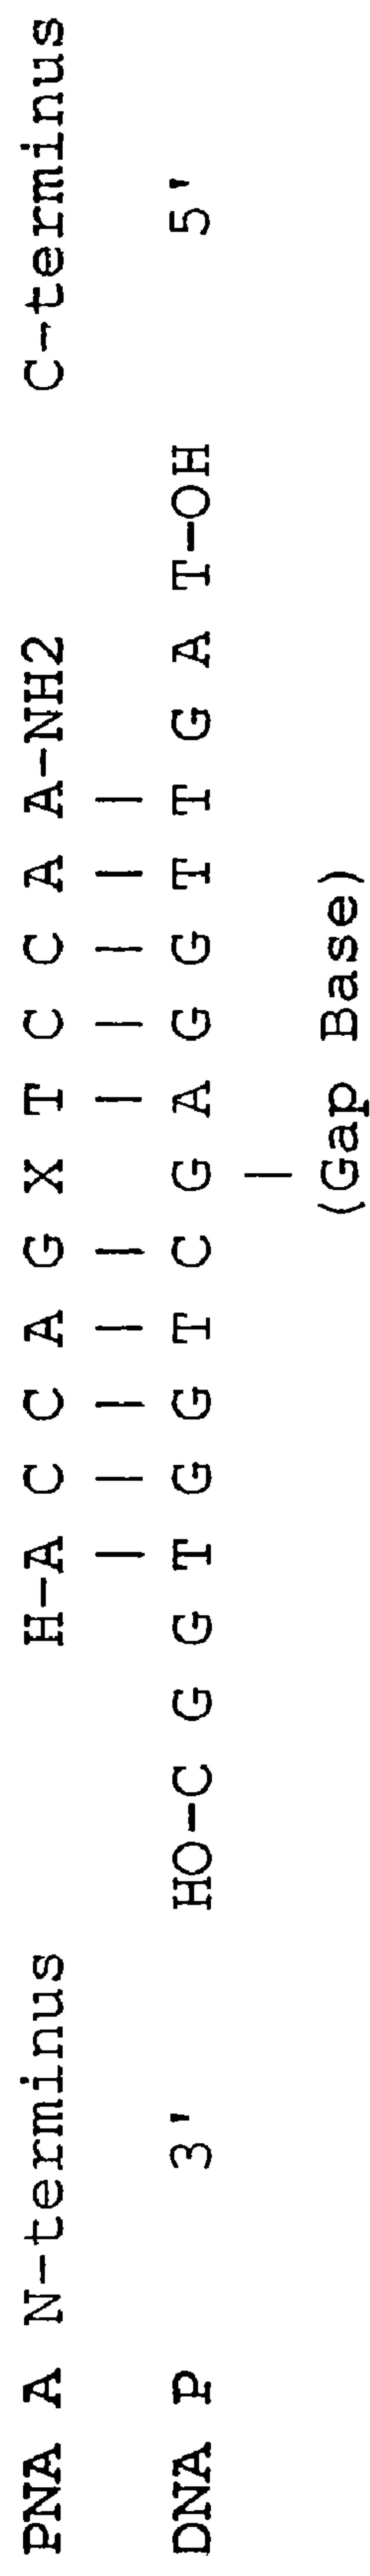 PNA A N-terminus H-A C C A G X T C C A A-NH2 C-terminus
| | | | | | | | | |
DNA P 3' HO-C G G T G G T C G A G G T T G A T-OH 5'
|
(Gap Base)